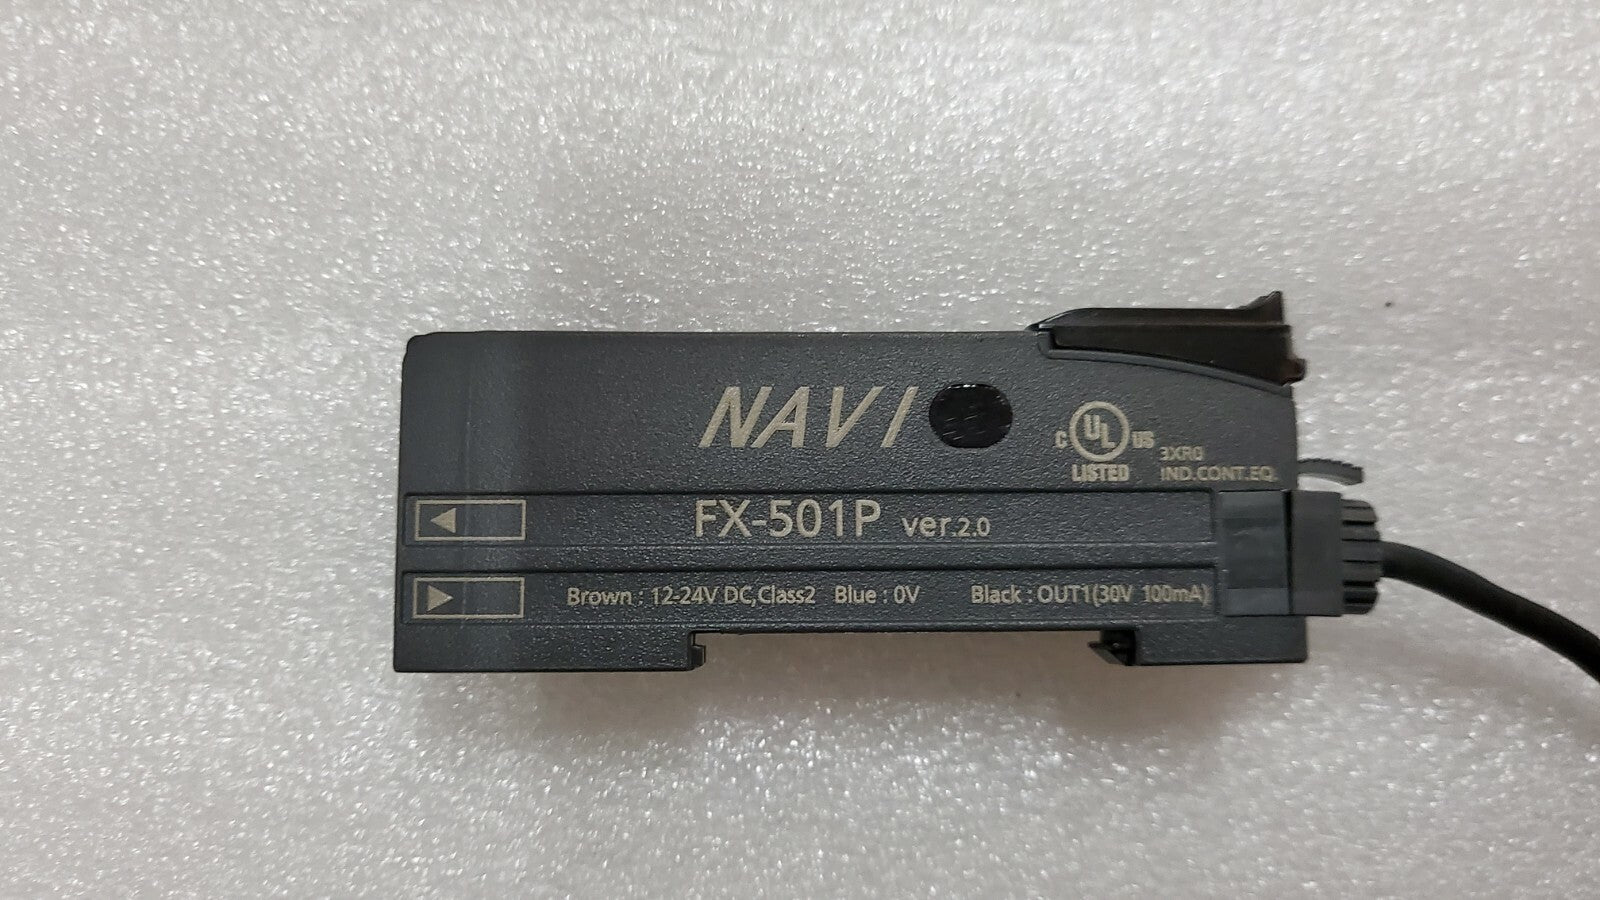 NAVI
C UL US
LISTED
3XR0
IND.CONT.EQ.
FX-501P ver.2.0
Brown : 12-24V DC,Class2 Blue : 0V Black : OUT1(30V 100mA)